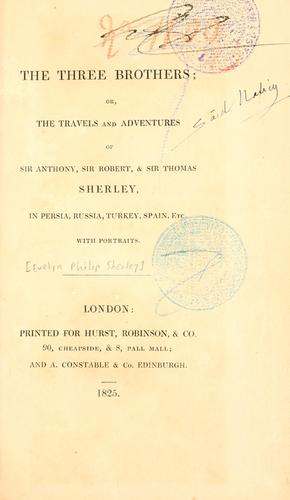 THE THREE BROTHERS;
OR,
THE TRAVELS AND ADVENTURES
OF
SIR ANTHONY, SIR ROBERT, & SIR THOMAS
SHERLEY,
IN PERSIA, RUSSIA, TURKEY, SPAIN, Etc.
WITH PORTRAITS.
[Evelyn Philip Sherley]
LONDON:
PRINTED FOR HURST, ROBINSON, & CO.
90, CHEAPSIDE, & 8, PALL MALL;
AND A. CONSTABLE & Co. EDINBURGH.
1825.